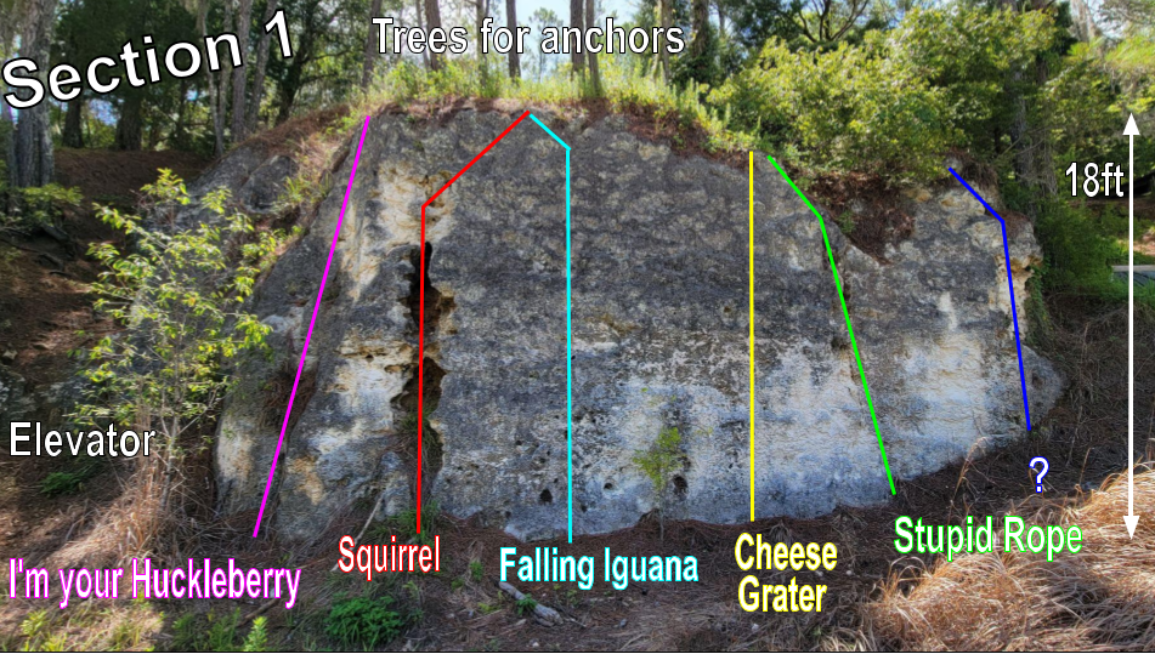 Section 1
Trees for anchors
18ft
Elevator
?
I'm your Huckleberry
Squirrel
Falling Iguana
Cheese
Grater
Stupid Rope